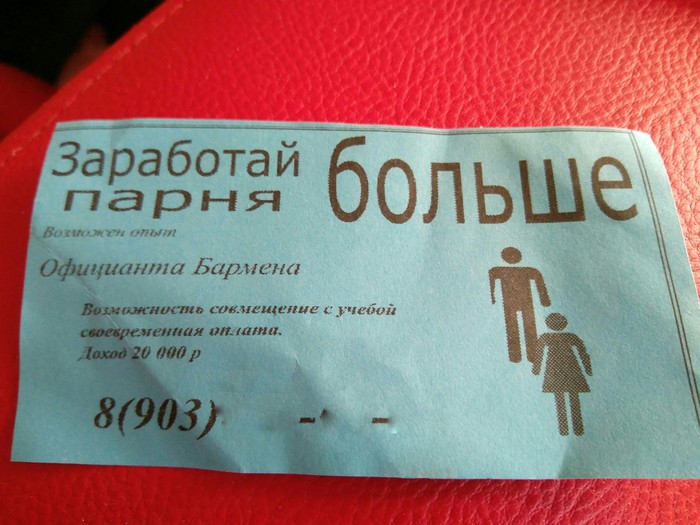 Заработай больше
парня
Возможен опыт
Официанта Бармена
Возможность совмещение с учебой
своевременная оплата.
Доход 20 000 р
8(903) - -